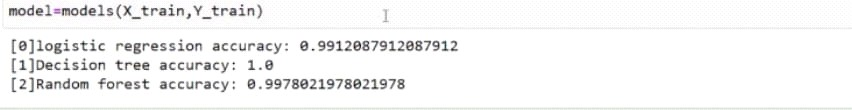 model=models(X_train,Y_train)
[0]logistic regression accuracy: 0.9912087912087912
[1]Decision tree accuracy: 1.0
[2]Random forest accuracy: 0.9978021978021978